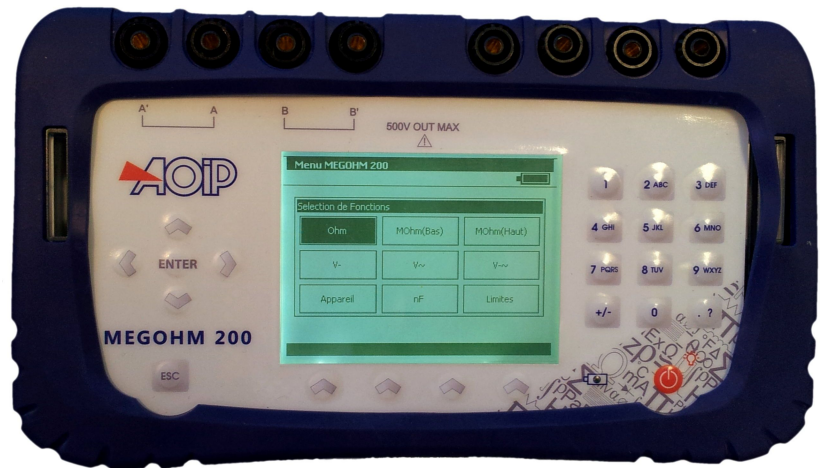 A' A B B'
500V OUT MAX
AOIP
Menu MEGOHM 200
Selection de Fonctions
Ohm MOhm(Bas) MOhm(Haut)
V- V~ V-~
Appareil nF Limites
ENTER
MEGOHM 200
ESC
1 2 ABC 3 DEF
4 GHI 5 JKL 6 MNO
7 PQRS 8 TUV 9 WXYZ
+/- 0 . ?